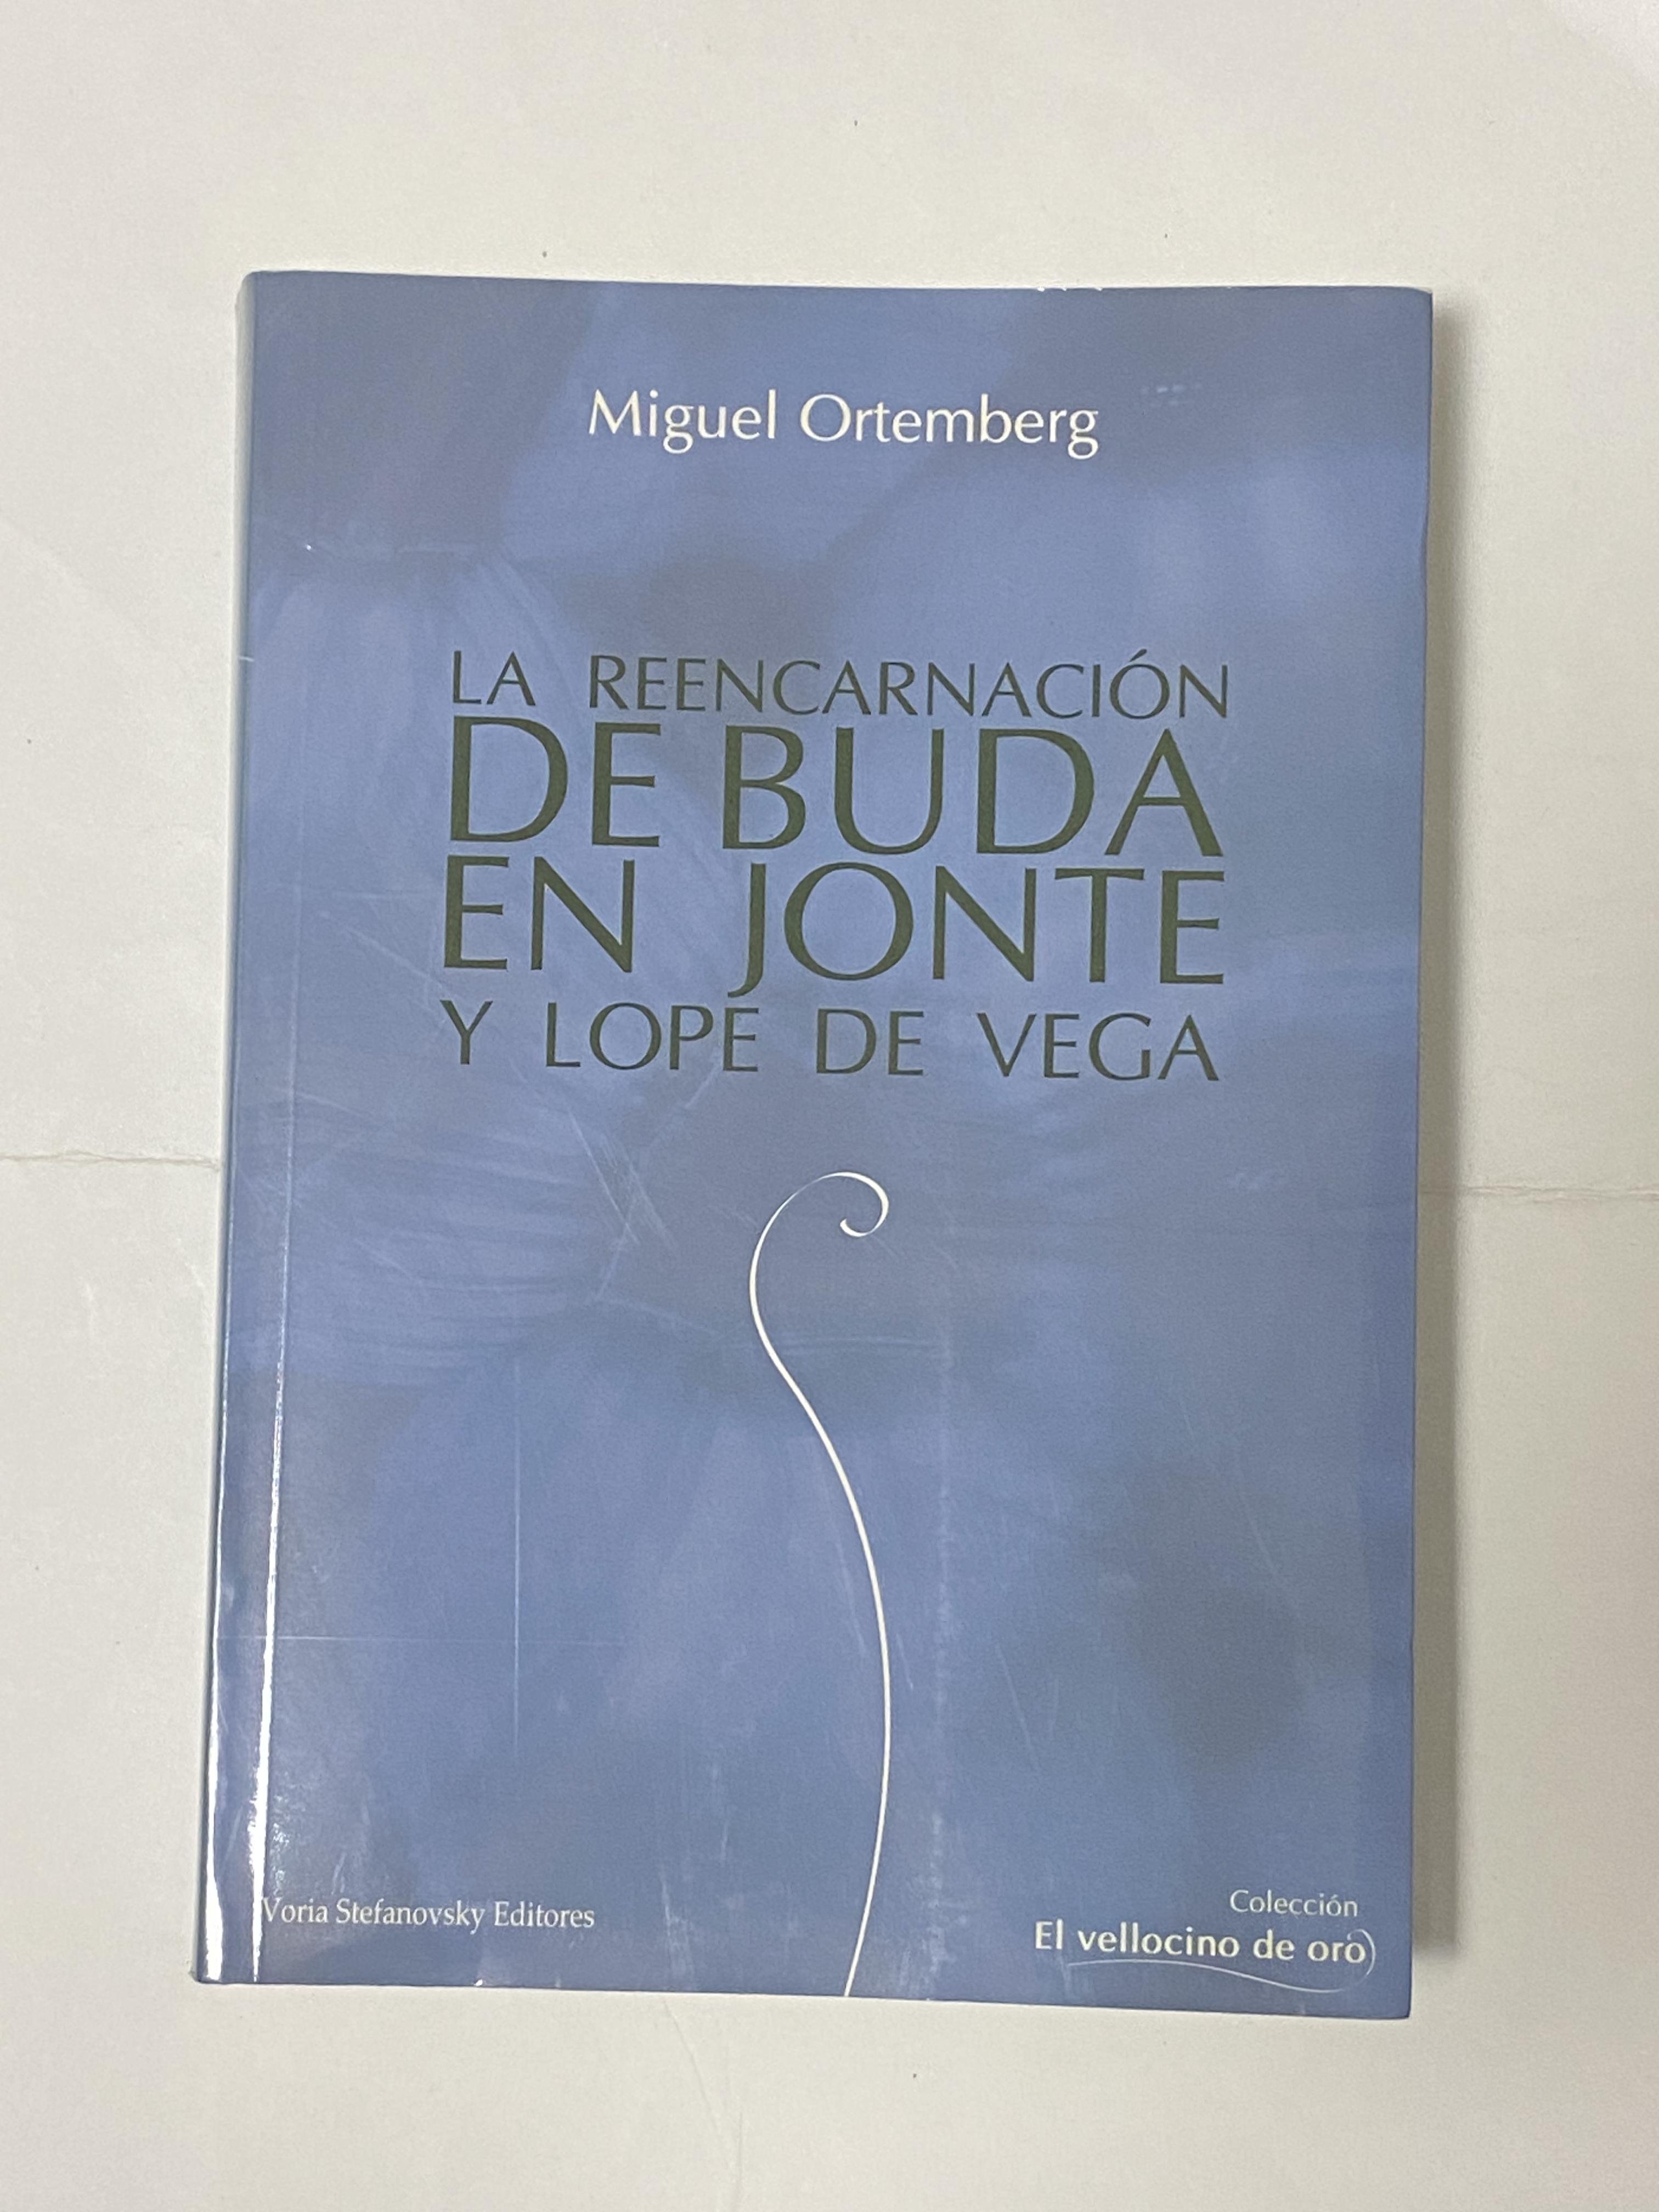 Miguel Ortemberg
LA REENCARNACIÓN
DE BUDA
EN JONTE
Y LOPE DE VEGA
Voria Stefanovsky Editores
Colección
El vellocino de oro